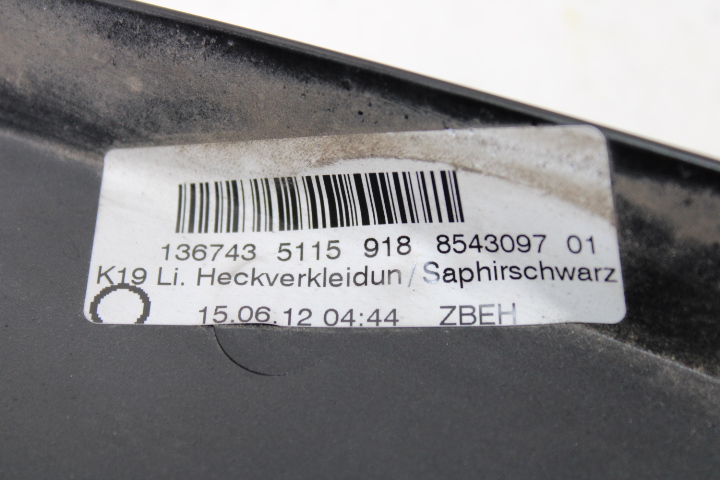 136743 5115 918 8543097 01
K19 Li. Heckverkleidun/Saphirschwarz
15.06.12 04:44 ZBEH